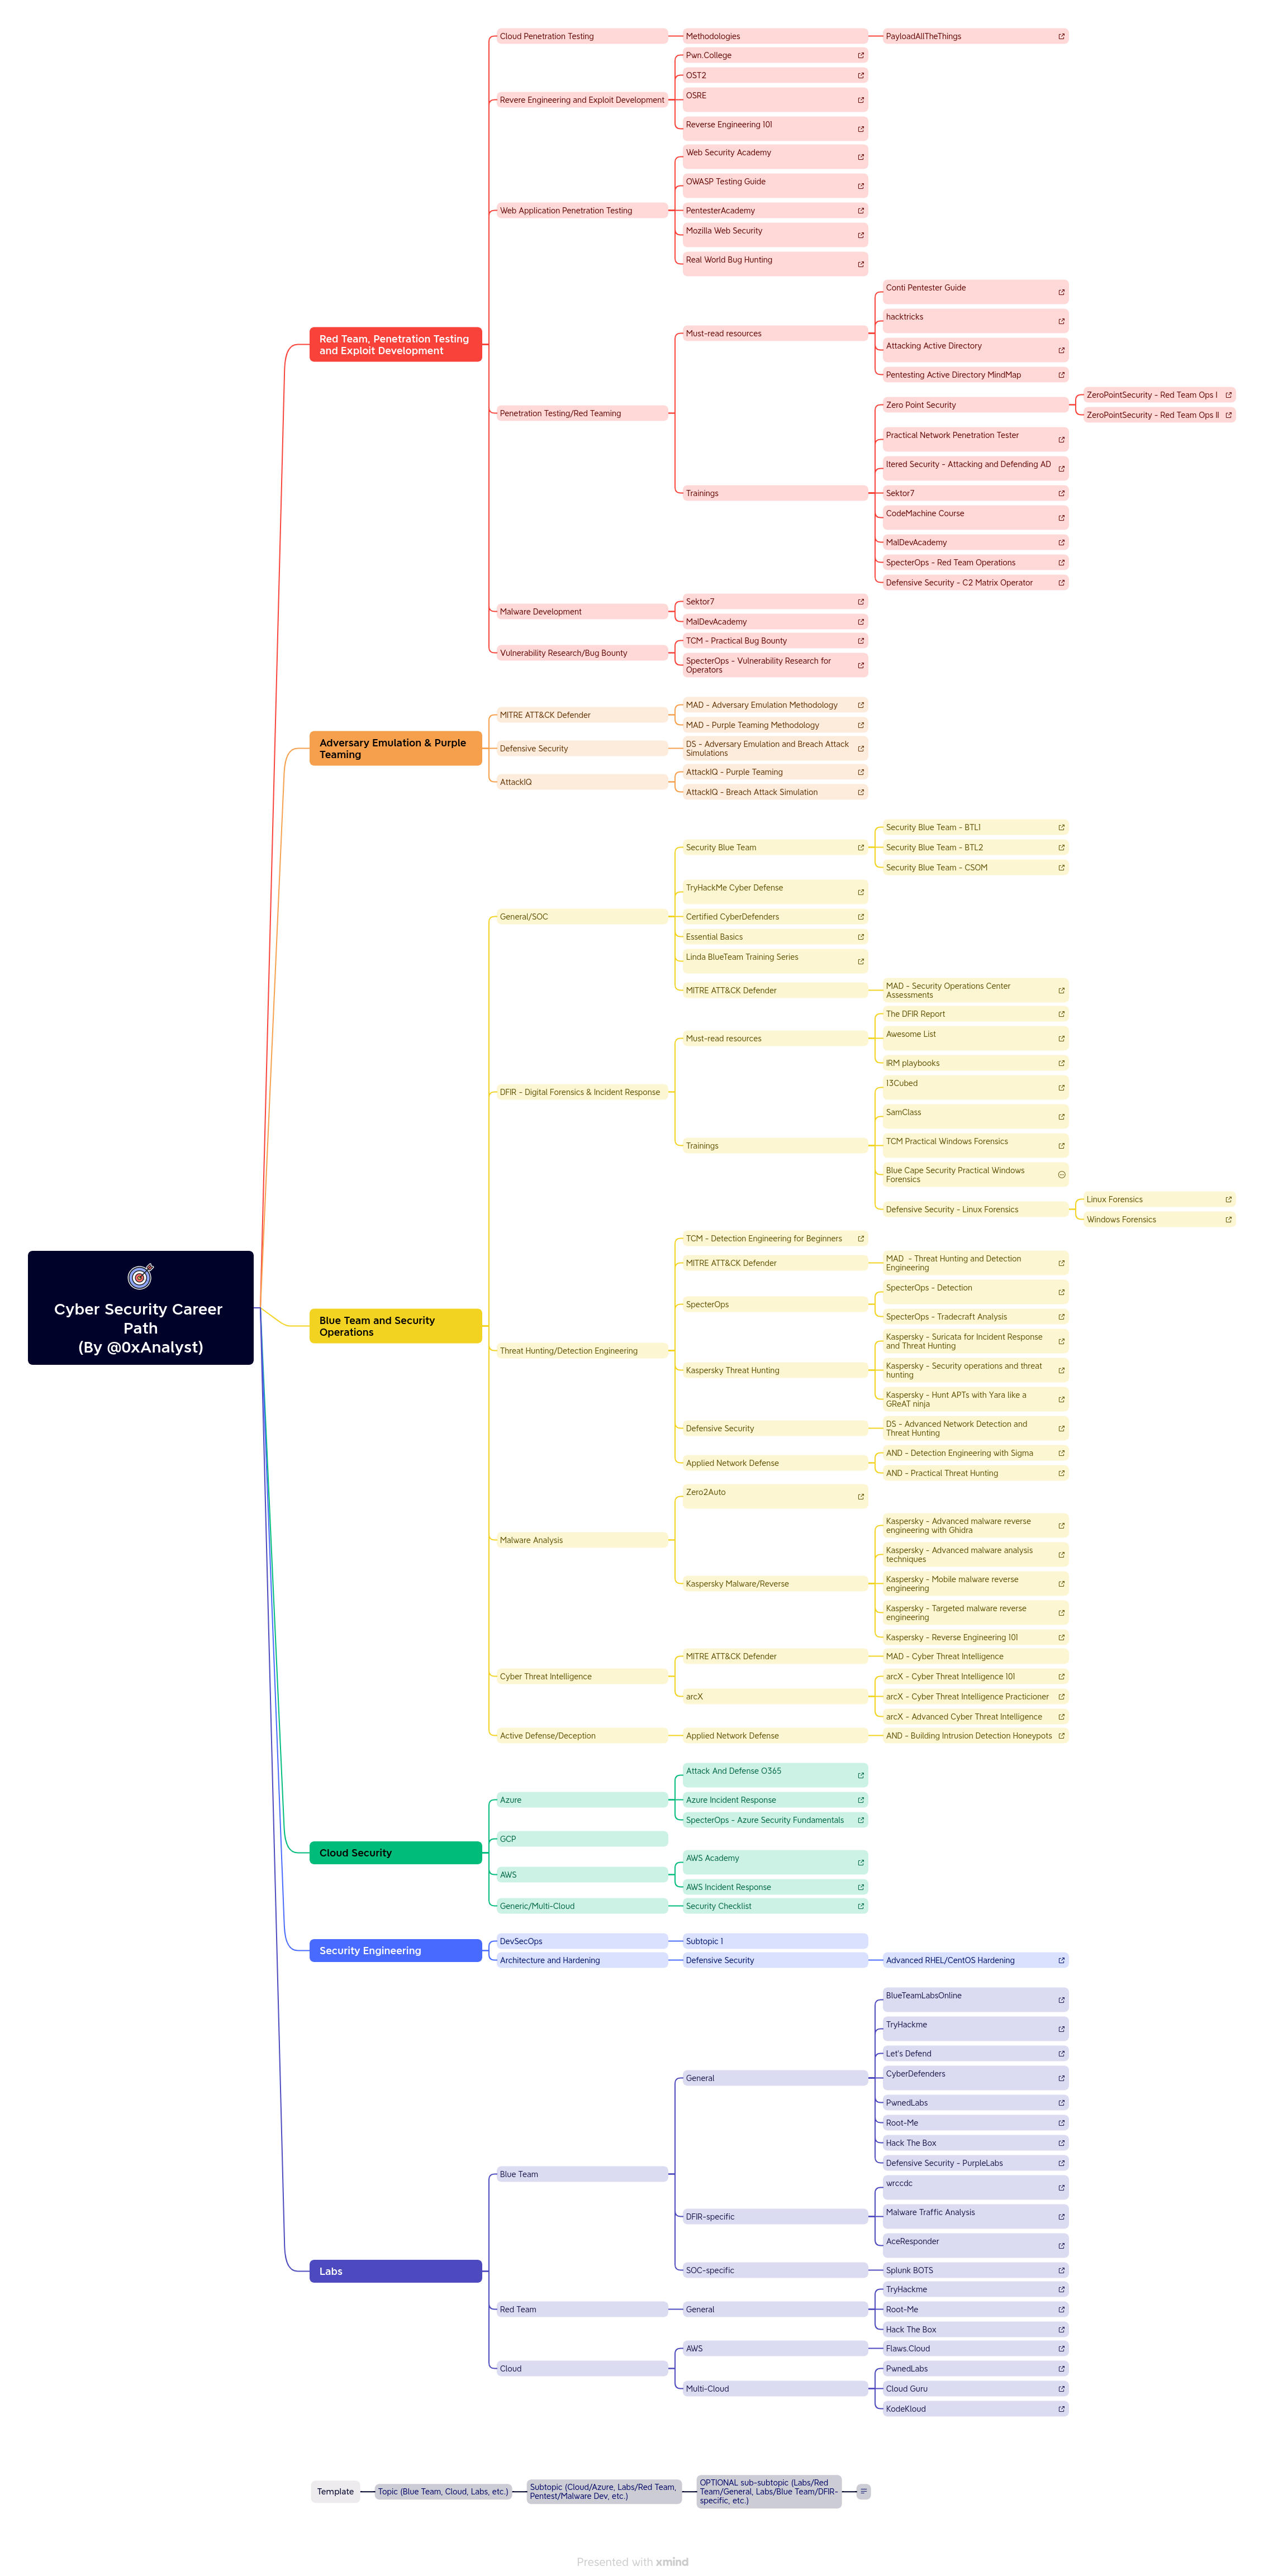 Cyber Security Career
Path
(By @0xAnalyst)
Red Team, Penetration Testing
and Exploit Development
Cloud Penetration Testing
Methodologies
PayloadAllTheThings
Revere Engineering and Exploit Development
Pwn.College
OST2
OSRE
Reverse Engineering 101
Web Application Penetration Testing
Web Security Academy
OWASP Testing Guide
PentesterAcademy
Mozilla Web Security
Real World Bug Hunting
Penetration Testing/Red Teaming
Must-read resources
Conti Pentester Guide
hacktricks
Attacking Active Directory
Pentesting Active Directory MindMap
Trainings
Zero Point Security
ZeroPointSecurity - Red Team Ops I
ZeroPointSecurity - Red Team Ops II
Practical Network Penetration Tester
Itered Security - Attacking and Defending AD
Sektor7
CodeMachine Course
MalDevAcademy
SpecterOps - Red Team Operations
Defensive Security - C2 Matrix Operator
Malware Development
Sektor7
MalDevAcademy
Vulnerability Research/Bug Bounty
TCM - Practical Bug Bounty
SpecterOps - Vulnerability Research for
Operators
Adversary Emulation & Purple
Teaming
MITRE ATT&CK Defender
MAD - Adversary Emulation Methodology
MAD - Purple Teaming Methodology
Defensive Security
DS - Adversary Emulation and Breach Attack
Simulations
AttackIQ
AttackIQ - Purple Teaming
AttackIQ - Breach Attack Simulation
Blue Team and Security
Operations
General/SOC
Security Blue Team
Security Blue Team - BTL1
Security Blue Team - BTL2
Security Blue Team - CSOM
TryHackMe Cyber Defense
Certified CyberDefenders
Essential Basics
Linda BlueTeam Training Series
MITRE ATT&CK Defender
MAD - Security Operations Center
Assessments
DFIR - Digital Forensics & Incident Response
Must-read resources
The DFIR Report
Awesome List
IRM playbooks
Trainings
13Cubed
SamClass
TCM Practical Windows Forensics
Blue Cape Security Practical Windows
Forensics
Defensive Security - Linux Forensics
Linux Forensics
Windows Forensics
Threat Hunting/Detection Engineering
TCM - Detection Engineering for Beginners
MITRE ATT&CK Defender
MAD  - Threat Hunting and Detection
Engineering
SpecterOps
SpecterOps - Detection
SpecterOps - Tradecraft Analysis
Kaspersky Threat Hunting
Kaspersky - Suricata for Incident Response
and Threat Hunting
Kaspersky - Security operations and threat
hunting
Kaspersky - Hunt APTs with Yara like a
GReAT ninja
Defensive Security
DS - Advanced Network Detection and
Threat Hunting
Applied Network Defense
AND - Detection Engineering with Sigma
AND - Practical Threat Hunting
Malware Analysis
Zero2Auto
Kaspersky Malware/Reverse
Kaspersky - Advanced malware reverse
engineering with Ghidra
Kaspersky - Advanced malware analysis
techniques
Kaspersky - Mobile malware reverse
engineering
Kaspersky - Targeted malware reverse
engineering
Kaspersky - Reverse Engineering 101
Cyber Threat Intelligence
MITRE ATT&CK Defender
MAD - Cyber Threat Intelligence
arcX
arcX - Cyber Threat Intelligence 101
arcX - Cyber Threat Intelligence Practicioner
arcX - Advanced Cyber Threat Intelligence
Active Defense/Deception
Applied Network Defense
AND - Building Intrusion Detection Honeypots
Cloud Security
Azure
Attack And Defense O365
Azure Incident Response
SpecterOps - Azure Security Fundamentals
GCP
AWS
AWS Academy
AWS Incident Response
Generic/Multi-Cloud
Security Checklist
Security Engineering
DevSecOps
Subtopic 1
Architecture and Hardening
Defensive Security
Advanced RHEL/CentOS Hardening
Labs
Blue Team
General
BlueTeamLabsOnline
TryHackme
Let's Defend
CyberDefenders
PwnedLabs
Root-Me
Hack The Box
Defensive Security - PurpleLabs
DFIR-specific
wrccdc
Malware Traffic Analysis
AceResponder
SOC-specific
Splunk BOTS
Red Team
General
TryHackme
Root-Me
Hack The Box
Cloud
AWS
Flaws.Cloud
Multi-Cloud
PwnedLabs
Cloud Guru
KodeKloud
Template
Topic (Blue Team, Cloud, Labs, etc.)
Subtopic (Cloud/Azure, Labs/Red Team,
Pentest/Malware Dev, etc.)
OPTIONAL sub-subtopic (Labs/Red
Team/General, Labs/Blue Team/DFIR-
specific, etc.)
Presented with xmind